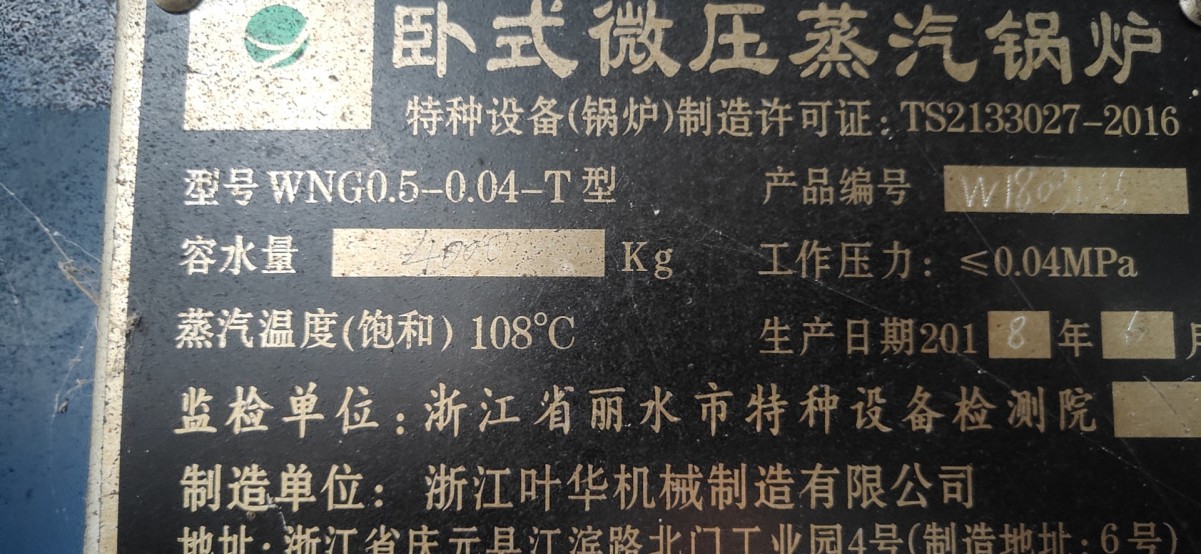 卧式微压蒸汽锅炉
特种设备(锅炉)制造许可证:TS2133027-2016
型号 WNG0.5-0.04-T 型 产品编号
容水量 4000 Kg 工作压力: ≤0.04MPa
蒸汽温度(饱和) 108℃ 生产日期2018年6月
监检单位:浙江省丽水市特种设备检测院
制造单位: 浙江叶华机械制造有限公司
地址:浙江省庆元县江滨路北门工业园4号(制造地址:6号)